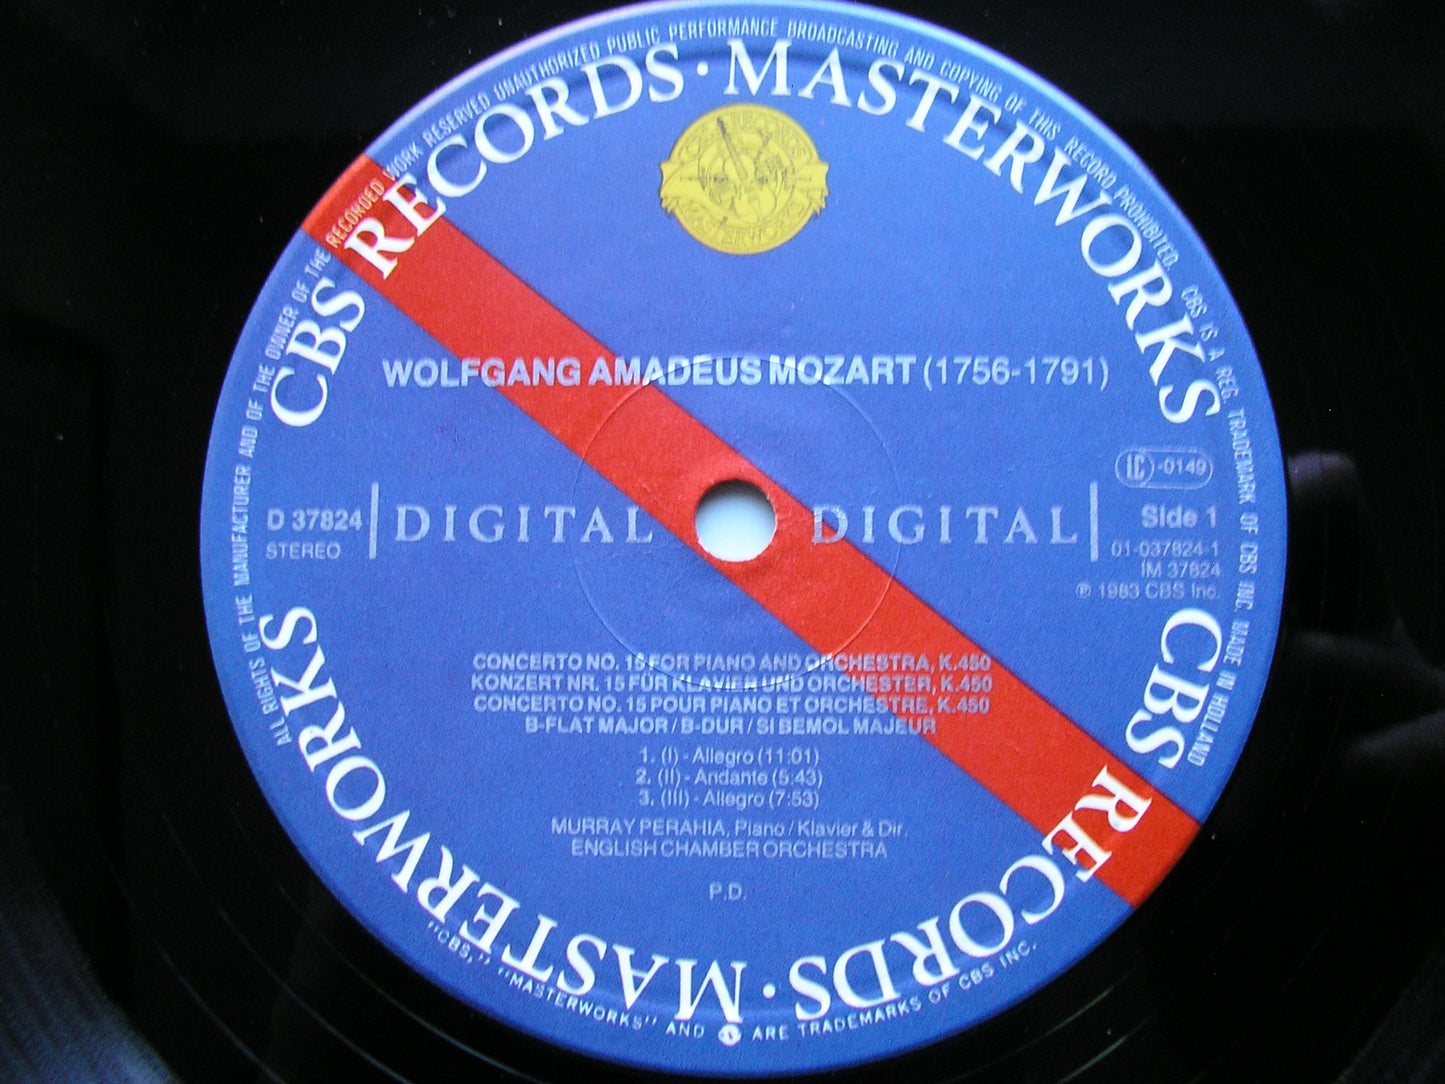 ALL RIGHTS OF THE MANUFACTURER AND OF THE OWNER OF THE RECORDED WORK RESERVED UNAUTHORIZED PUBLIC PERFORMANCE BROADCASTING AND COPYING OF THIS RECORD PROHIBITED. CBS IS A REG. TRADEMARK OF CBS INC. MADE IN HOLLAND
CBS RECORDS · MASTERWORKS
CBS RECORDS
MASTERWORKS
WOLFGANG AMADEUS MOZART (1756-1791)
IC -0149
D 37824 DIGITAL DIGITAL Side 1
STEREO 01-037824-1
IM 37824
℗ 1983 CBS Inc.
CONCERTO NO. 15 FOR PIANO AND ORCHESTRA, K.450
KONZERT NR. 15 FÜR KLAVIER UND ORCHESTER, K.450
CONCERTO NO. 15 POUR PIANO ET ORCHESTRE, K.450
B-FLAT MAJOR / B-DUR / SI BEMOL MAJEUR
1. (I) - Allegro (11:01)
2. (II) - Andante (5:43)
3. (III) - Allegro (7:53)
MURRAY PERAHIA, Piano / Klavier & Dir.
ENGLISH CHAMBER ORCHESTRA
P.D.
CBS RECORDS · MASTERWORKS
"CBS," "MASTERWORKS" AND ARE TRADEMARKS OF CBS INC.